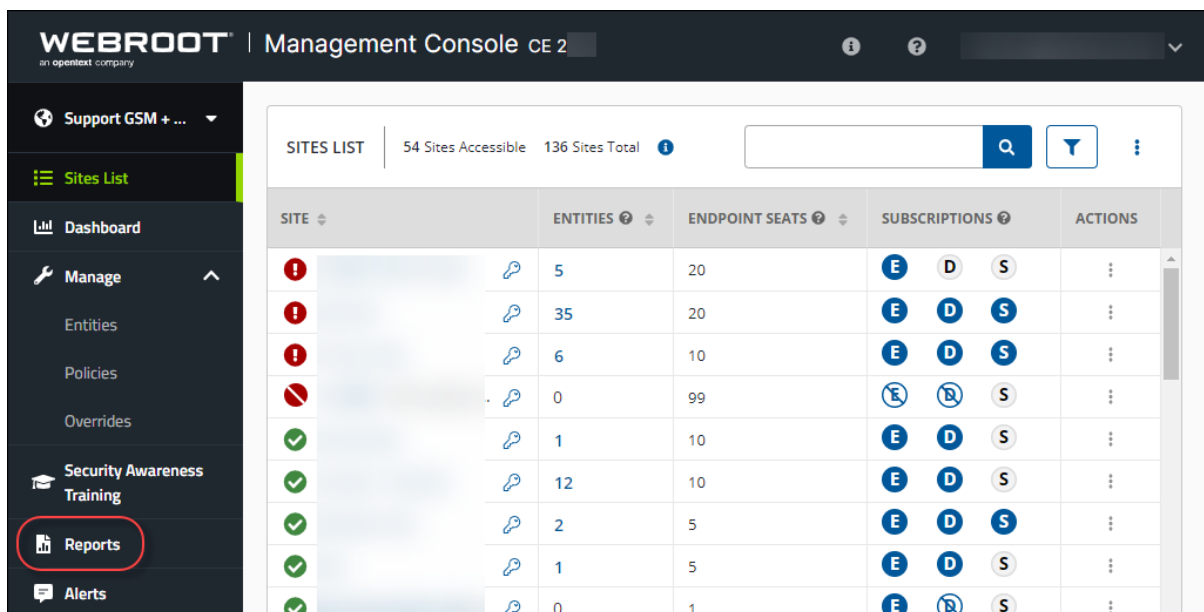 WEBROOT
an opentext company
Management Console CE 2
Support GSM + ...
Sites List
Dashboard
Manage
Entities
Policies
Overrides
Security Awareness
Training
Reports
Alerts
SITES LIST 54 Sites Accessible 136 Sites Total
SITE ENTITIES ENDPOINT SEATS SUBSCRIPTIONS ACTIONS
5 20 E D S
35 20 E D S
6 10 E D S
. 0 99 E D S
1 10 E D S
12 10 E D S
2 5 E D S
1 5 E D S
0 1 E D S